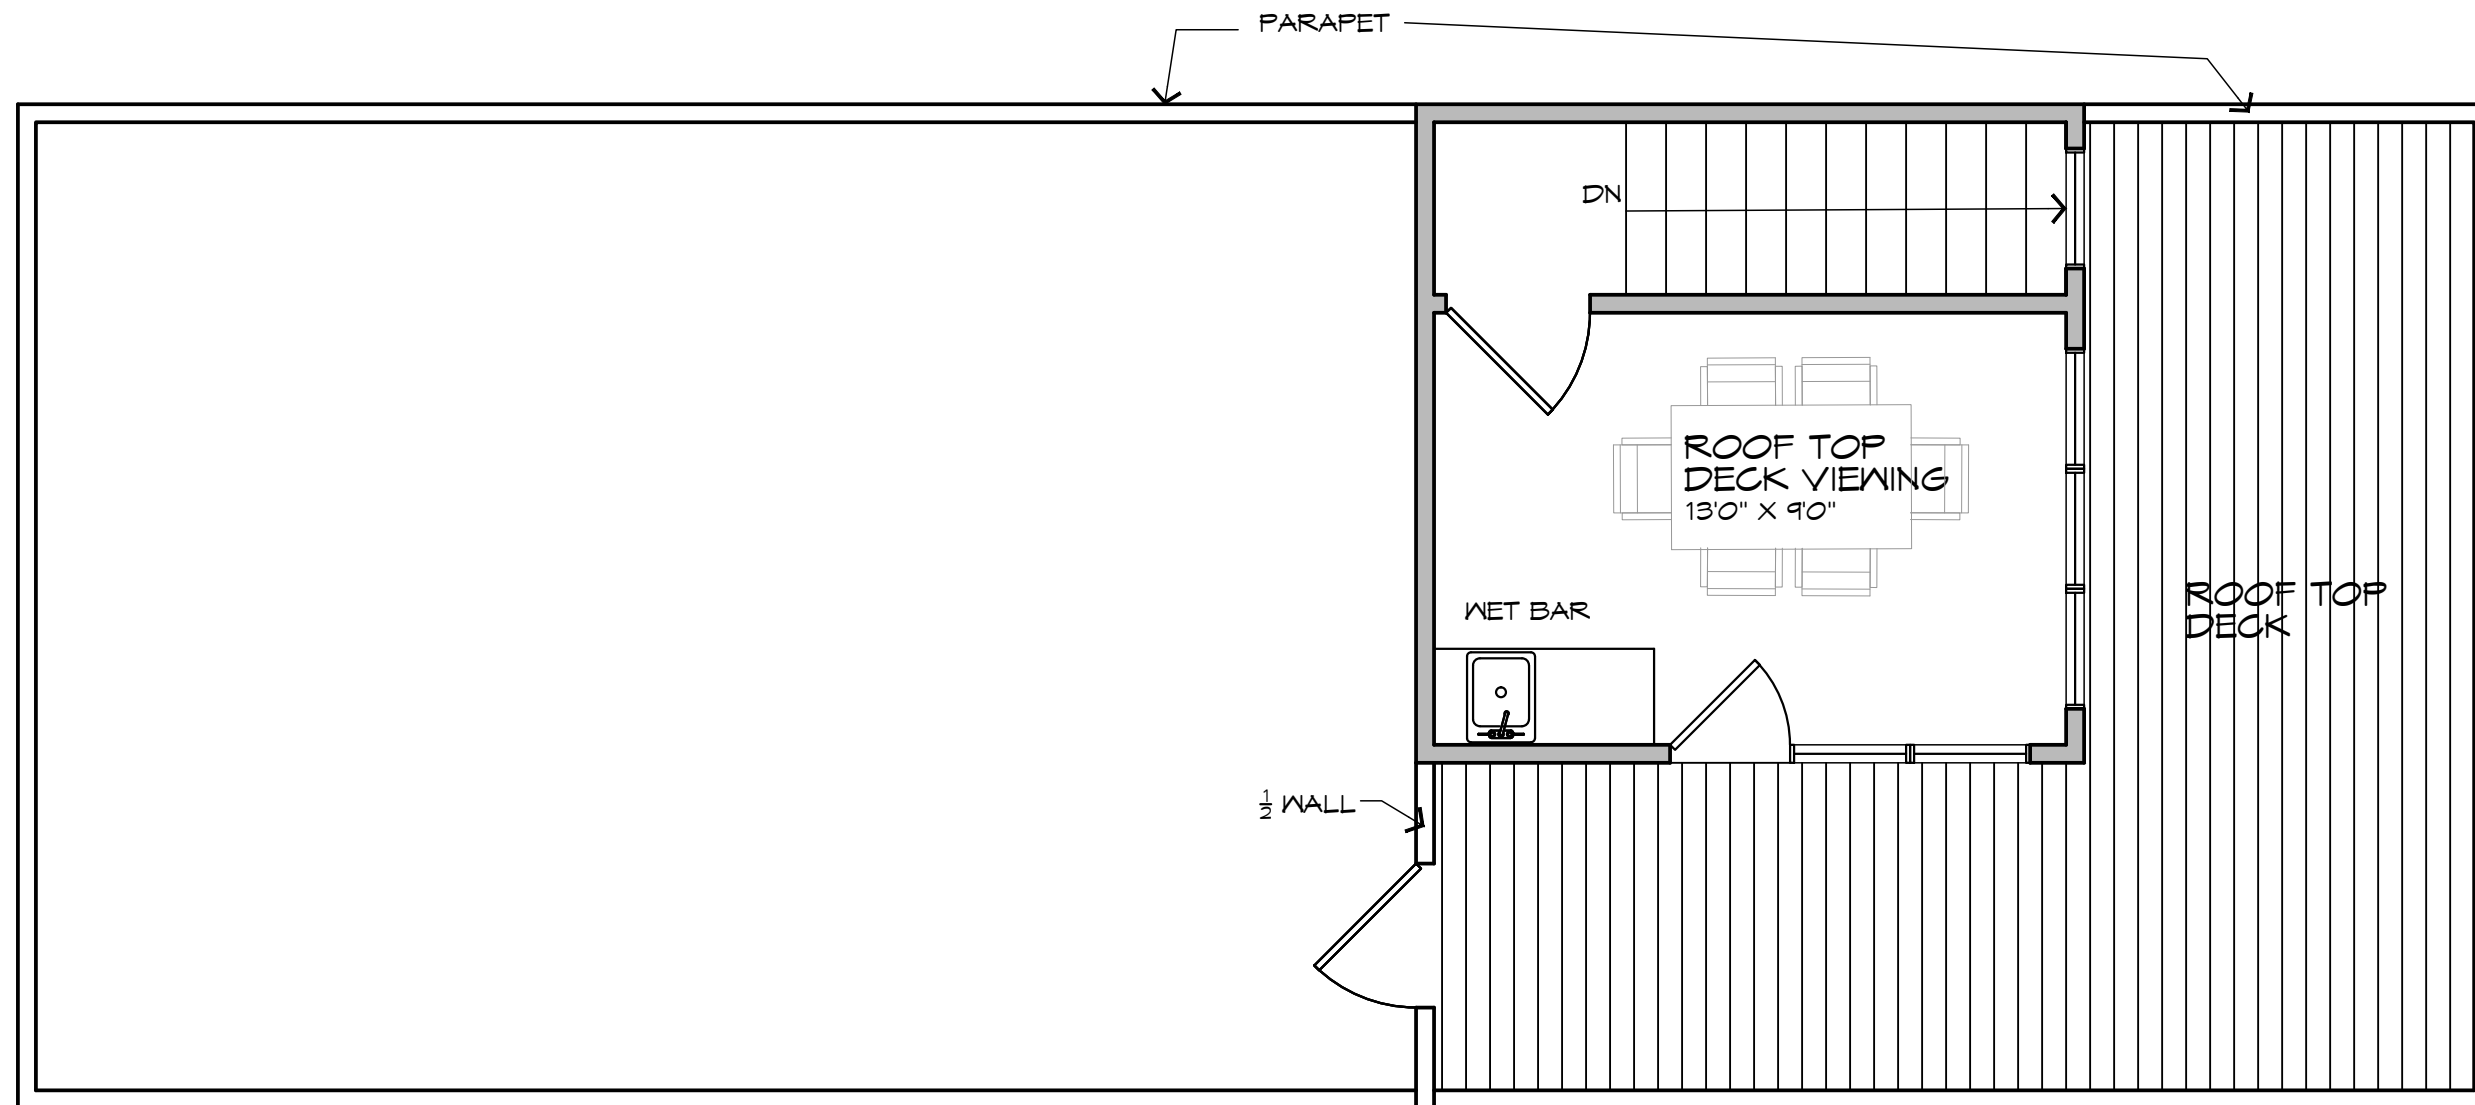 PARAPET
DN
ROOF TOP
DECK VIEWING
13'0" X 9'0"
WET BAR
ROOF TOP
DECK
½ WALL